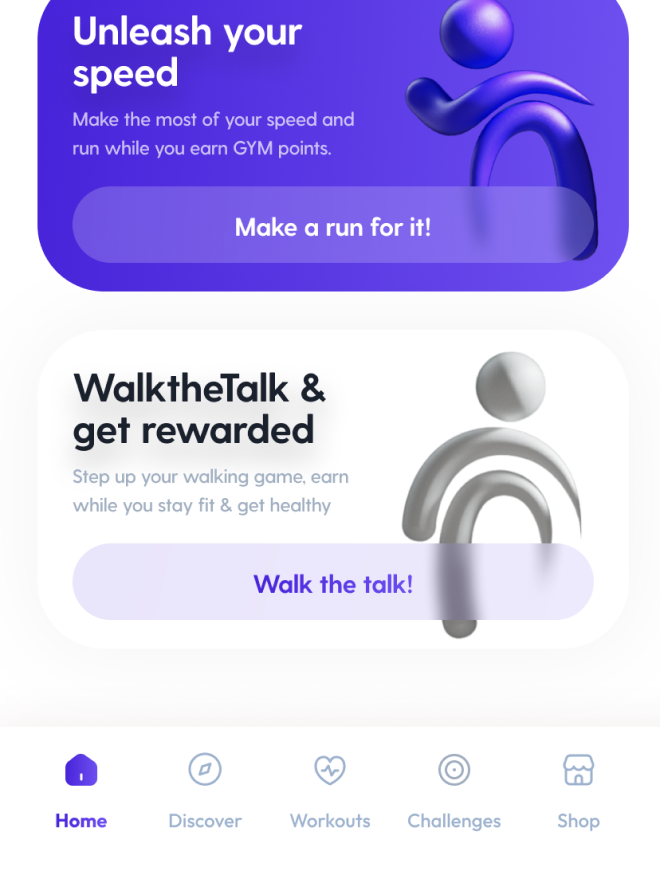 Unleash your
speed
Make the most of your speed and
run while you earn GYM points.
Make a run for it!
WalktheTalk &
get rewarded
Step up your walking game, earn
while you stay fit & get healthy
Walk the talk!
Home Discover Workouts Challenges Shop